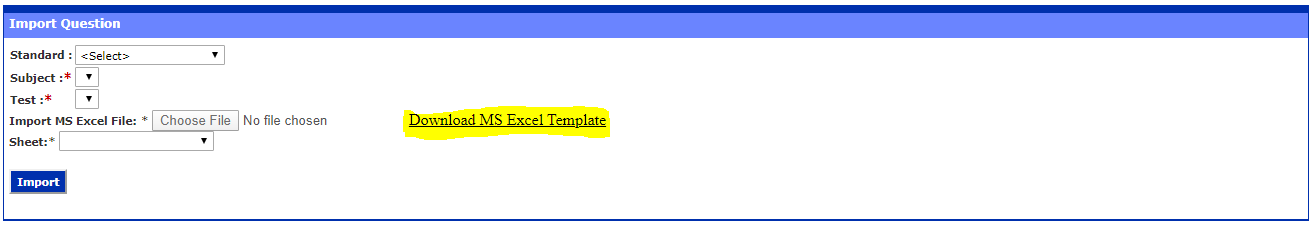 Import Question
Standard : <Select>
Subject :*
Test :*
Import MS Excel File: * Choose File No file chosen Download MS Excel Template
Sheet:*
Import